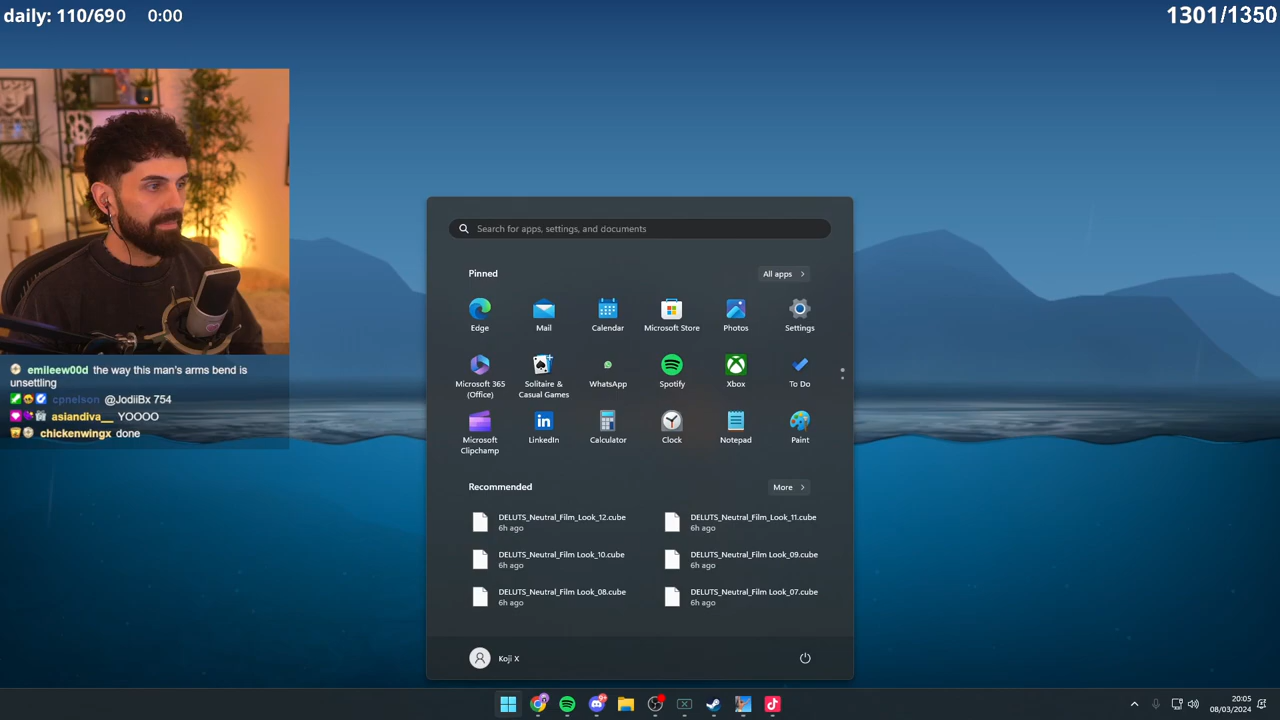 daily: 110/690 0:00
1301/1350
emileew00d the way this man's arms bend is
unsettling
cpnelson @JodiiBx 754
asiandiva__ YOOOO
chickenwingx done
Search for apps, settings, and documents
Pinned
All apps
Edge
Mail
Calendar
Microsoft Store
Photos
Settings
Microsoft 365
(Office)
Solitaire &
Casual Games
WhatsApp
Spotify
Xbox
To Do
Microsoft
Clipchamp
LinkedIn
Calculator
Clock
Notepad
Paint
Recommended
More
DELUTS_Neutral_Film_Look_12.cube
6h ago
DELUTS_Neutral_Film_Look_11.cube
6h ago
DELUTS_Neutral_Film Look_10.cube
6h ago
DELUTS_Neutral_Film Look_09.cube
6h ago
DELUTS_Neutral_Film Look_08.cube
6h ago
DELUTS_Neutral_Film Look_07.cube
6h ago
Koji X
20:05
08/03/2024